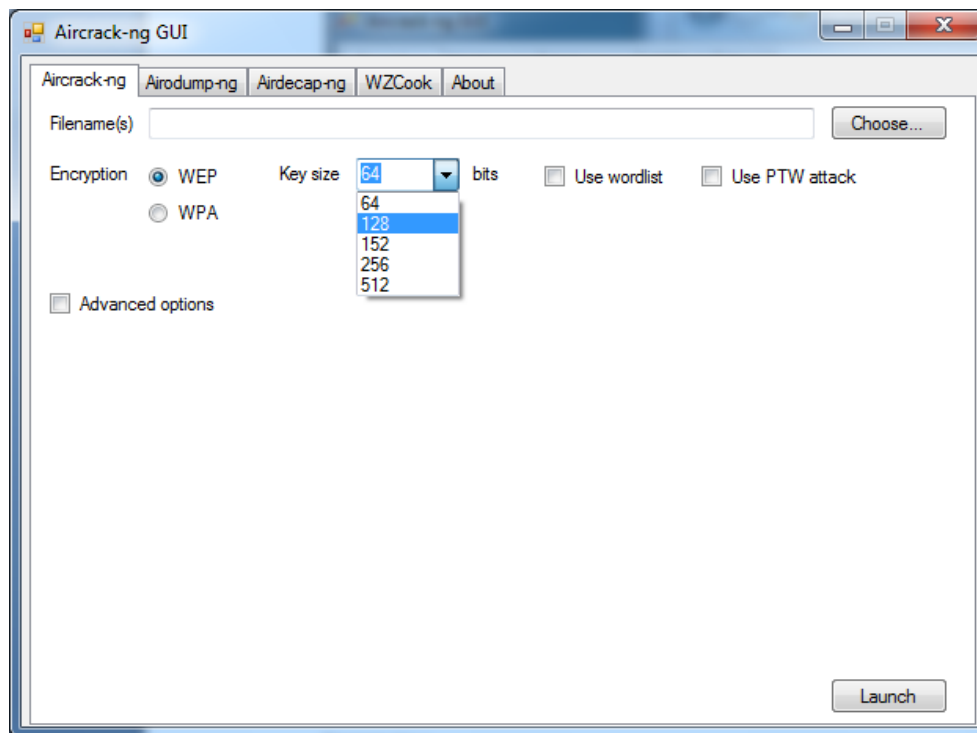 Aircrack-ng GUI
Aircrack-ng Airodump-ng Airdecap-ng WZCook About
Filename(s) Choose...
Encryption WEP Key size 64 bits Use wordlist Use PTW attack
WPA
64
128
152
256
512
Advanced options
Launch